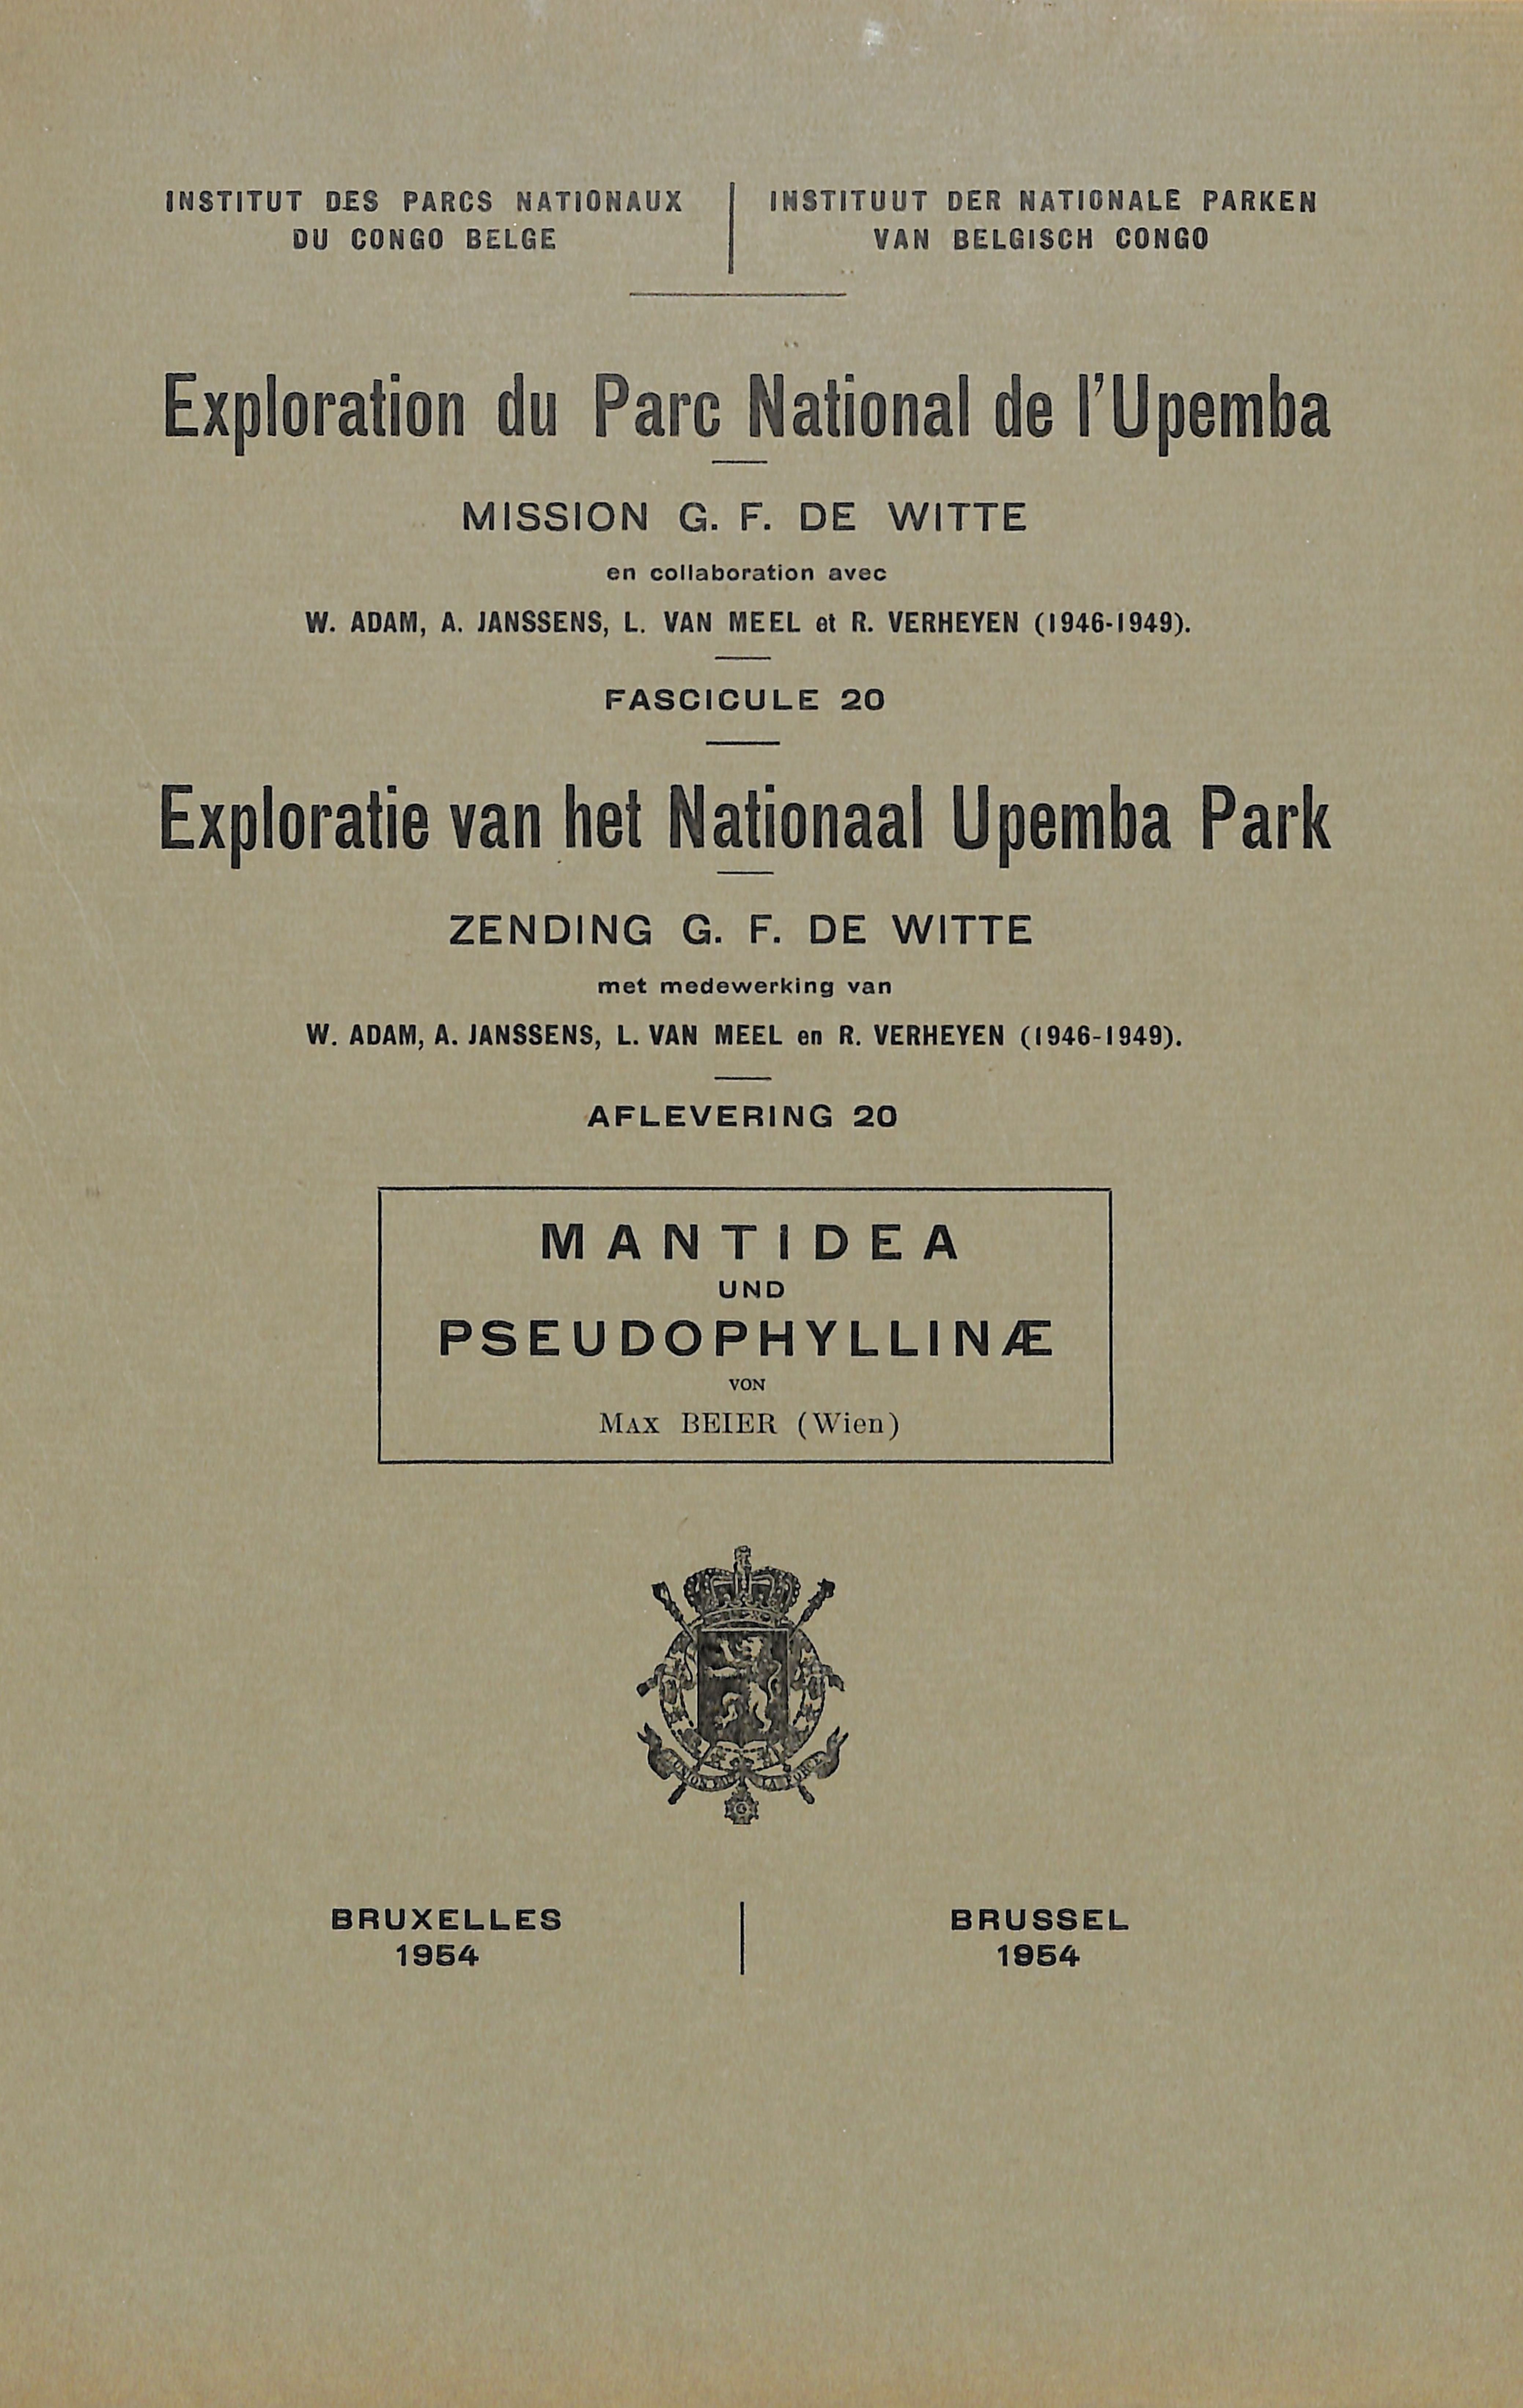 INSTITUT DES PARCS NATIONAUX
DU CONGO BELGE
INSTITUUT DER NATIONALE PARKEN
VAN BELGISCH CONGO
Exploration du Parc National de l'Upemba
MISSION G. F. DE WITTE
en collaboration avec
W. ADAM, A. JANSSENS, L. VAN MEEL et R. VERHEYEN (1946-1949).
FASCICULE 20
Exploratie van het Nationaal Upemba Park
ZENDING G. F. DE WITTE
met medewerking van
W. ADAM, A. JANSSENS, L. VAN MEEL en R. VERHEYEN (1946-1949).
AFLEVERING 20
MANTIDEA
UND
PSEUDOPHYLLINÆ
VON
MAX BEIER (Wien)
UNION LA FORCE
BRUXELLES
1954
BRUSSEL
1954